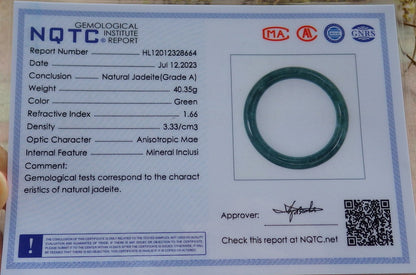 NQTC®
GEMOLOGICAL
INSTITUTE
REPORT
MA
GNBS
Report Number HL12012328664
Date Jul 12,2023
Conclusion Natural Jadeite(Grade A)
Weight 40.35g
Color Green
Refractive Index 1.66
Density 3.33/cm3
Optic Character Anisotropic Mae
Internal Feature Mineral Inclusi
Comment:
Gemological tests correspond to the charact
eristics of natural jadeite.
Approver:
Check this report at NQTC.net